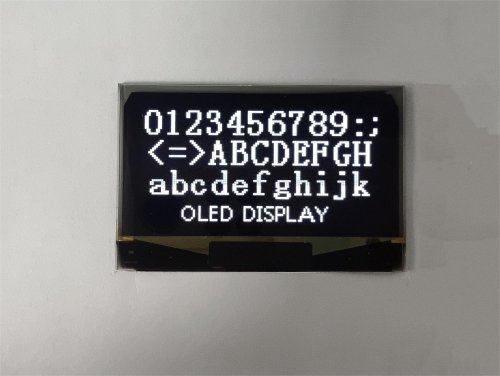 0123456789:;
<=>ABCDEFGH
abcdefghijk
OLED DISPLAY